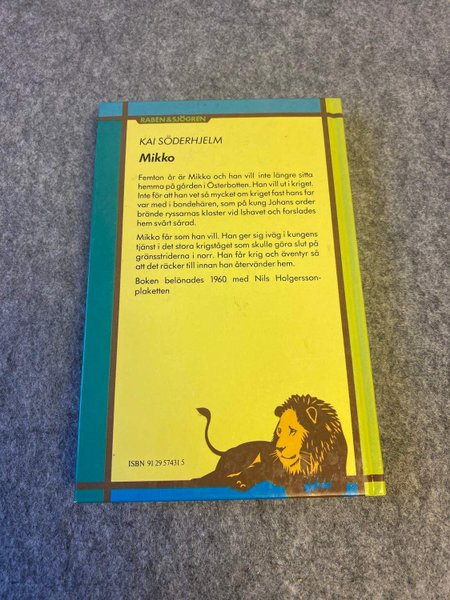 RABÉN & SJÖGREN
KAI SÖDERHJELM
Mikko
Femton år är Mikko och han vill inte längre sitta
hemma på gården i Österbotten. Han vill ut i kriget.
Inte för att han vet så mycket om kriget fast hans far
var med i bondehären, som på kung Johans order
brände ryssarnas kloster vid Ishavet och forslades
hem svårt sårad.
Mikko får som han vill. Han ger sig iväg i kungens
tjänst i det stora krigståget som skulle göra slut på
gränsstriderna i norr. Han får krig och äventyr så
att det räcker till innan han återvänder hem.
Boken belönades 1960 med Nils Holgersson-
plaketten
ISBN 91 29 57431 5